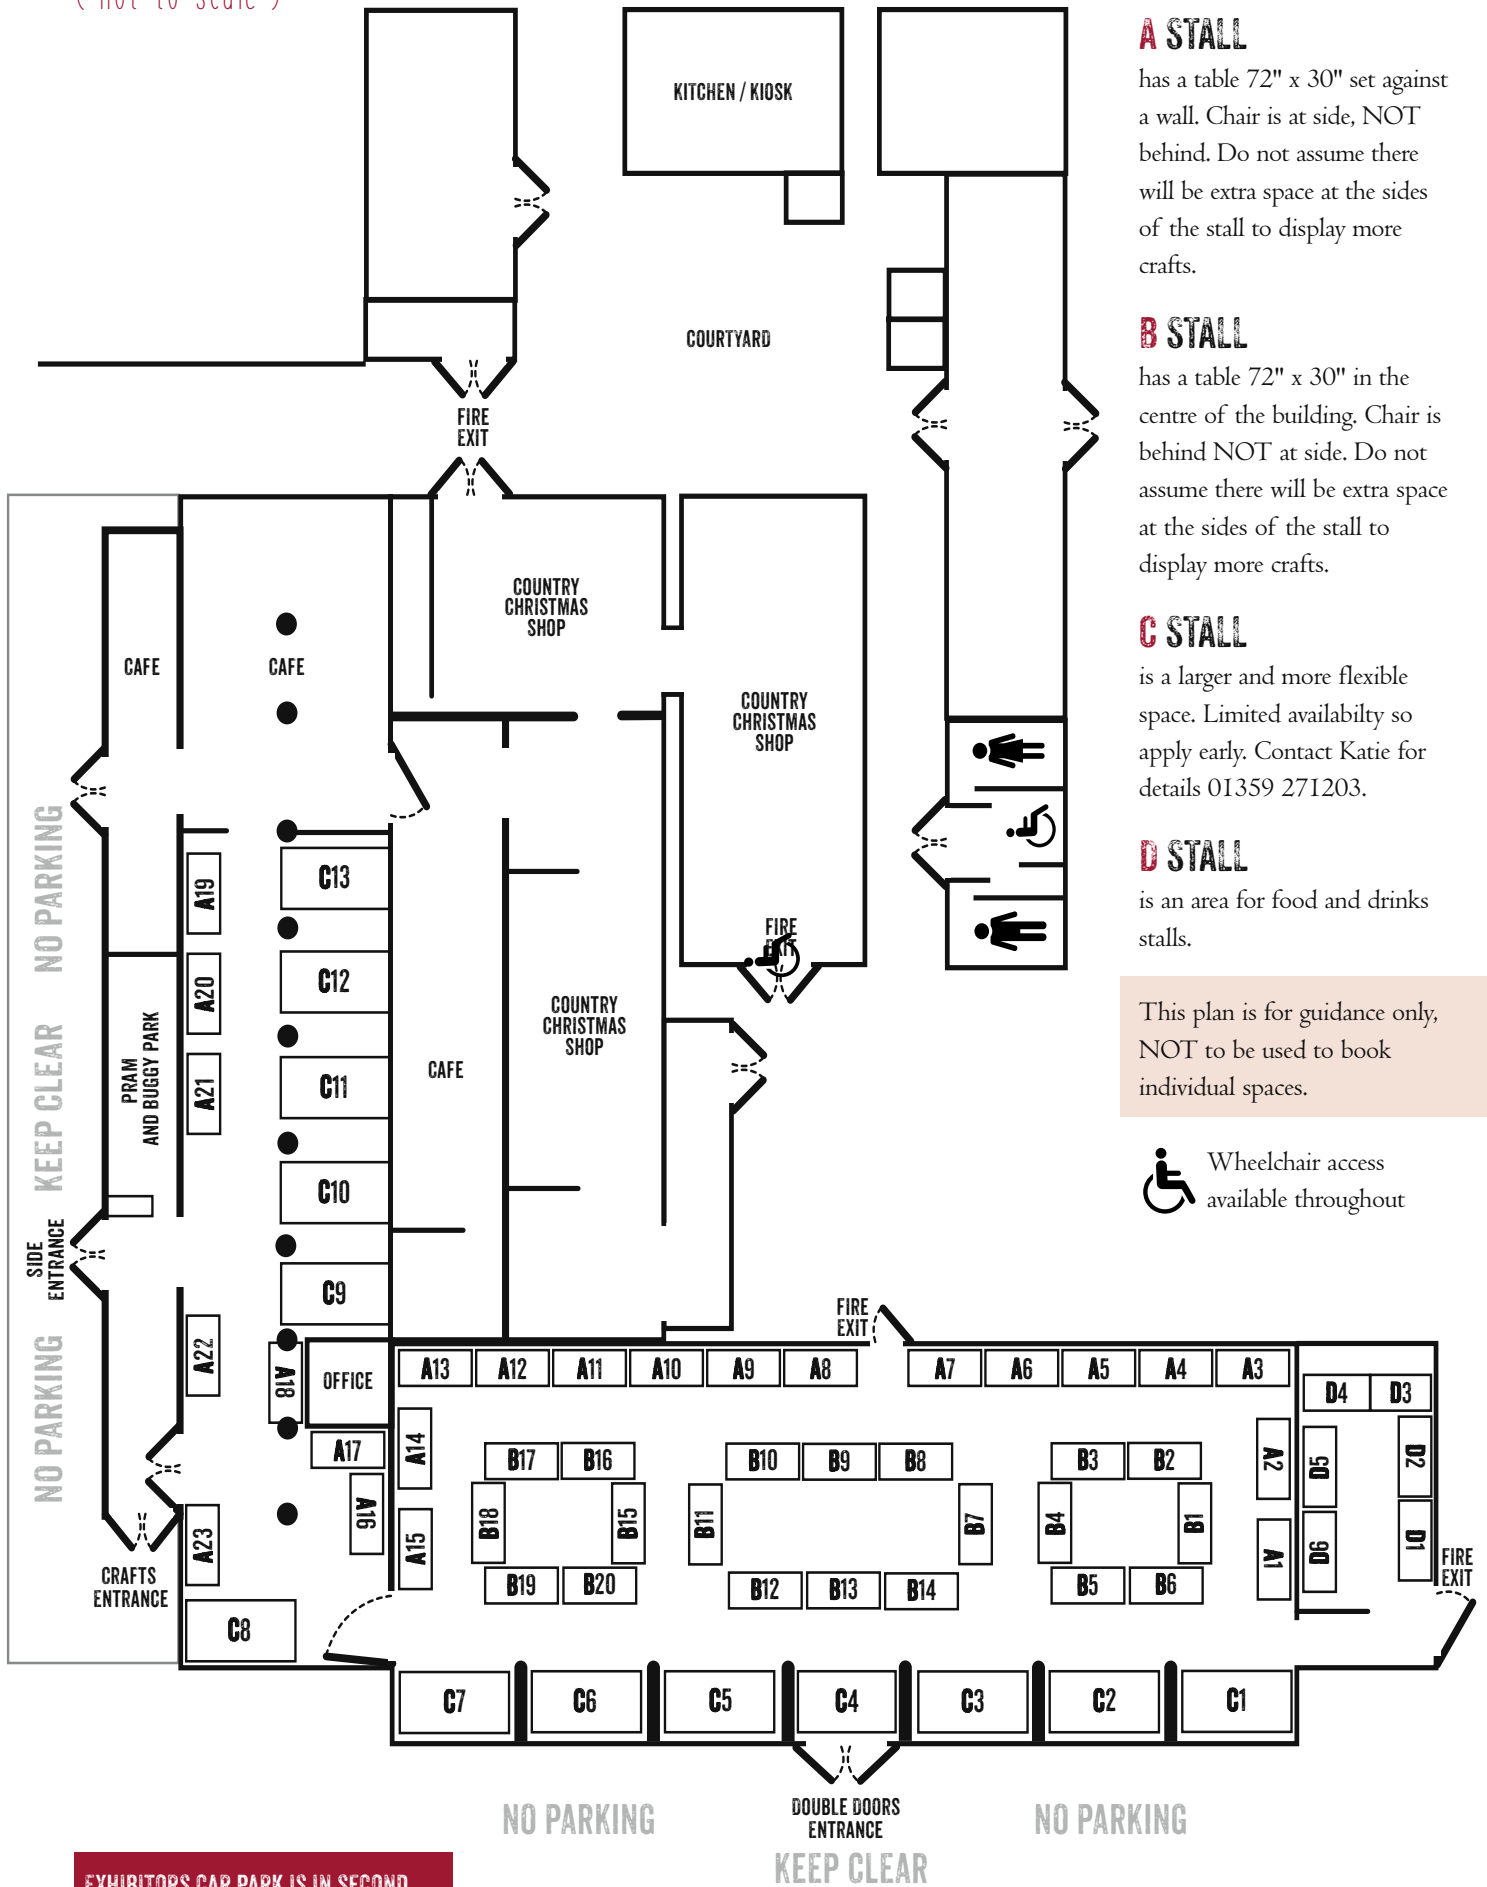 ( not to scale )
KITCHEN / KIOSK
COURTYARD
FIRE
EXIT
COUNTRY
CHRISTMAS
SHOP
CAFE
CAFE
COUNTRY
CHRISTMAS
SHOP
FIRE
EXIT
COUNTRY
CHRISTMAS
SHOP
CAFE
PRAM
AND BUGGY PARK
NO PARKING
KEEP CLEAR
SIDE
ENTRANCE
NO PARKING
C13
C12
C11
C10
C9
A19
A20
A21
A22
A18
OFFICE
A17
A16
A23
CRAFTS
ENTRANCE
C8
FIRE
EXIT
A13
A12
A11
A10
A9
A8
A7
A6
A5
A4
A3
A14
A15
B17
B16
B18
B15
B19
B20
B10
B9
B8
B11
B7
B12
B13
B14
B3
B2
B4
B1
B5
B6
A2
A1
D4
D3
D5
D2
D6
D1
FIRE
EXIT
C7
C6
C5
C4
C3
C2
C1
NO PARKING
DOUBLE DOORS
ENTRANCE
NO PARKING
KEEP CLEAR
EXHIBITORS CAR PARK IS IN SECOND
A STALL
has a table 72" x 30" set against
a wall. Chair is at side, NOT
behind. Do not assume there
will be extra space at the sides
of the stall to display more
crafts.
B STALL
has a table 72" x 30" in the
centre of the building. Chair is
behind NOT at side. Do not
assume there will be extra space
at the sides of the stall to
display more crafts.
C STALL
is a larger and more flexible
space. Limited availabilty so
apply early. Contact Katie for
details 01359 271203.
D STALL
is an area for food and drinks
stalls.
This plan is for guidance only,
NOT to be used to book
individual spaces.
Wheelchair access
available throughout